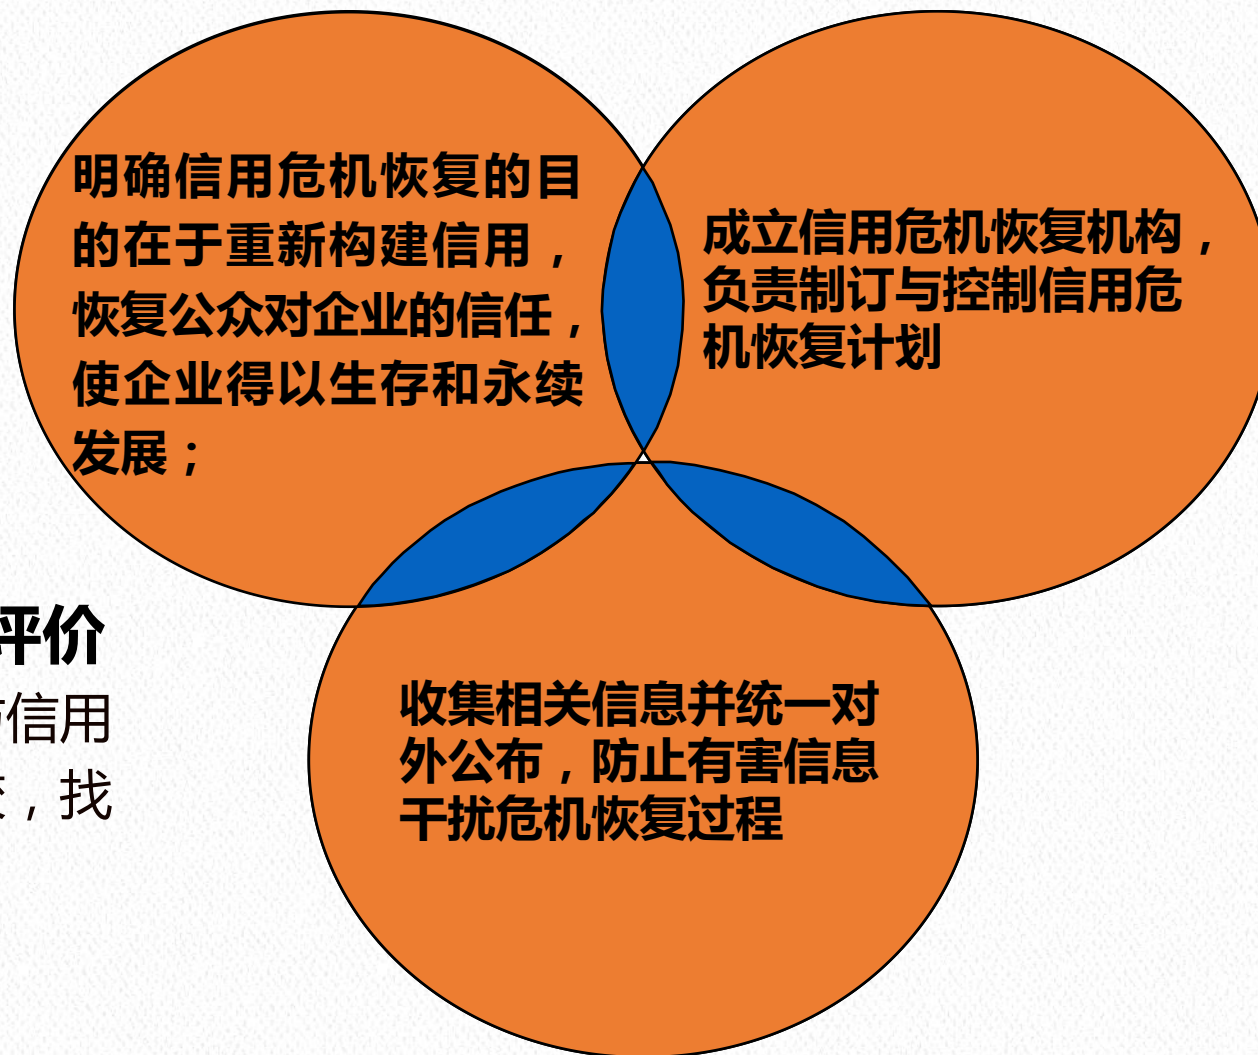 明确信用危机恢复的目
的在于重新构建信用，
恢复公众对企业的信任，
使企业得以生存和永续
发展；
成立信用危机恢复机构，
负责制订与控制信用危
机恢复计划
评价
信用
，找
收集相关信息并统一对
外公布，防止有害信息
干扰危机恢复过程